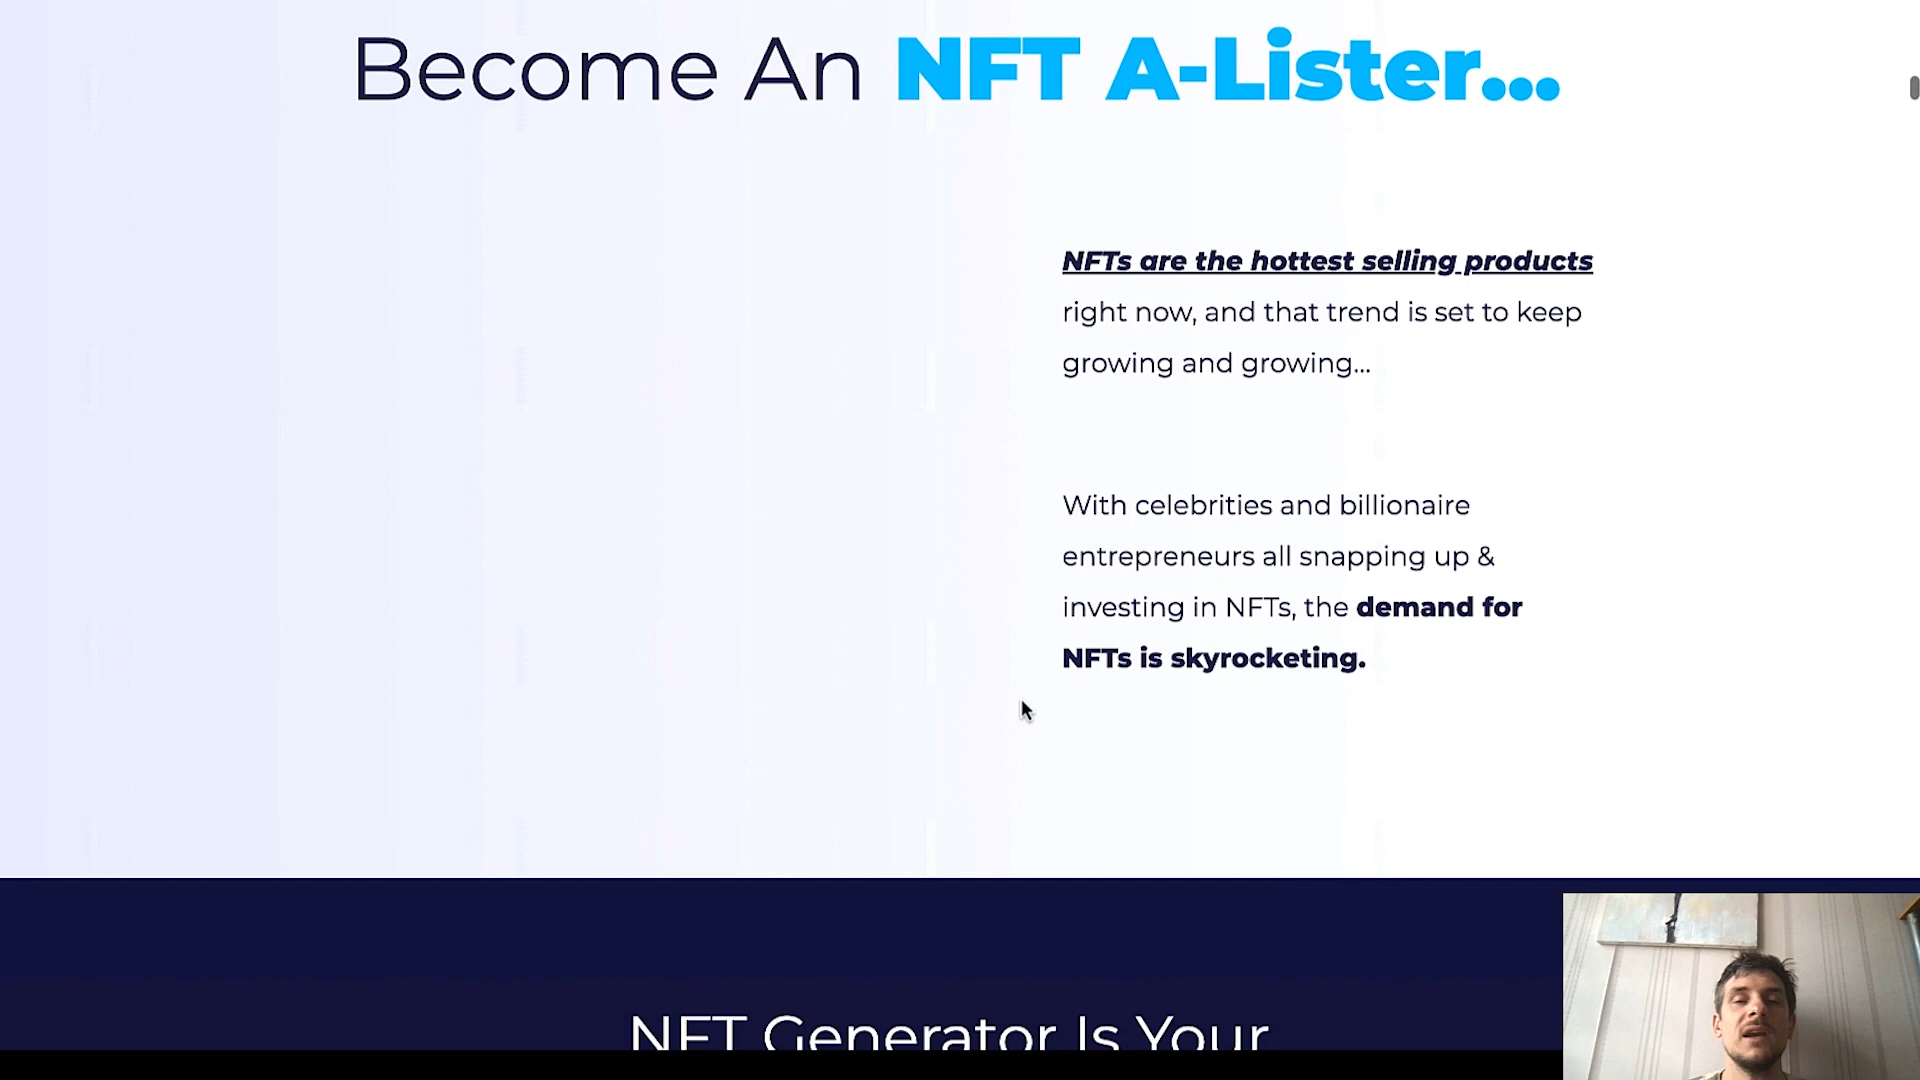 Become An NFT A-Lister...
NFTs are the hottest selling products
right now, and that trend is set to keep
growing and growing...
With celebrities and billionaire
entrepreneurs all snapping up &
investing in NFTs, the demand for
NFTs is skyrocketing.
NFT Generator Is Your